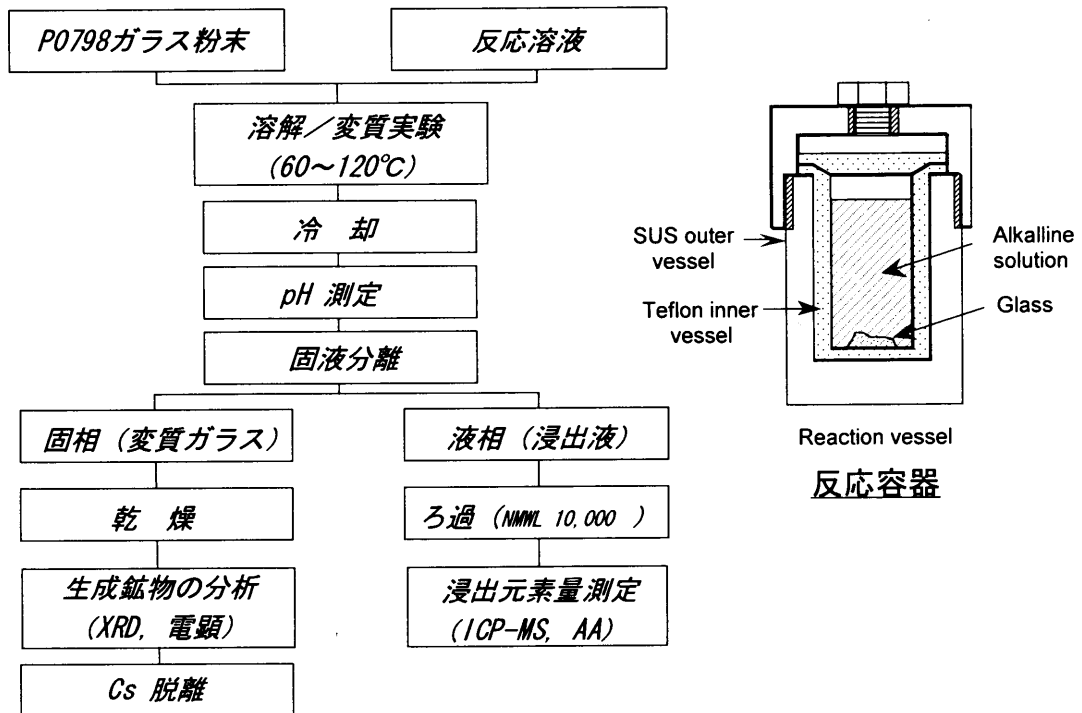 P0798ガラス粉末
反応溶液
溶解／変質実験
(60～120℃)
冷　却
pH 測定
固液分離
固相（変質ガラス）
液相（浸出液）
乾　燥
ろ過 (NMWL 10,000 )
生成鉱物の分析
(XRD, 電顕)
浸出元素量測定
(ICP-MS, AA)
Cs 脱離
SUS outer
vessel
Alkalline
solution
Teflon inner
vessel
Glass
Reaction vessel
反応容器